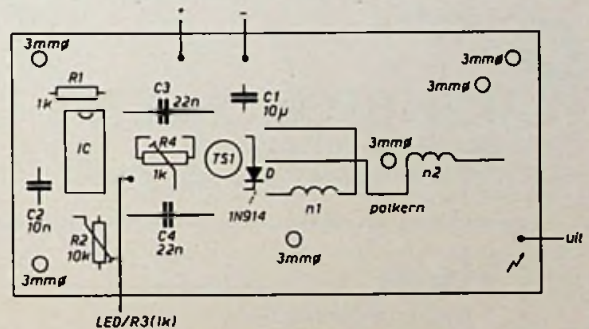 + -
3mmø
3mmø
3mmø
R1
1k
C3
22n
C1
10µ
IC
R4
1k
TS1
3mmø
D
n2
1N914
n1
potkern
C2
10n
R2
10k
C4
22n
3mmø
3mmø
uit
LED/R3(1k)